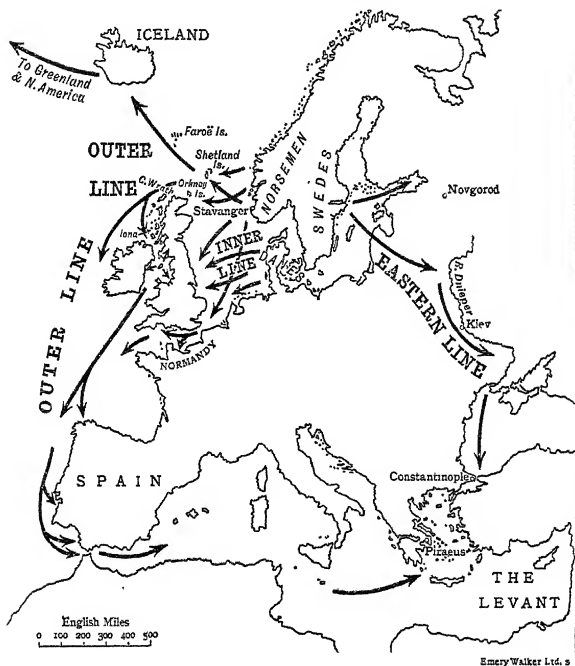 ICELAND
To Greenland
& N. America
Faroë Is.
OUTER
LINE
Shetland
Is.
C. Wrath
Orkney
Is.
Stavanger
NORSEMEN
SWEDES
Novgorod
Iona
INNER
LINE
DANES
OUTER LINE
EASTERN LINE
R. Dnieper
Kiev
NORMANDY
SPAIN
Constantinople
Piraeus
THE
LEVANT
English Miles
0 100 200 300 400 500
Emery Walker Ltd. s